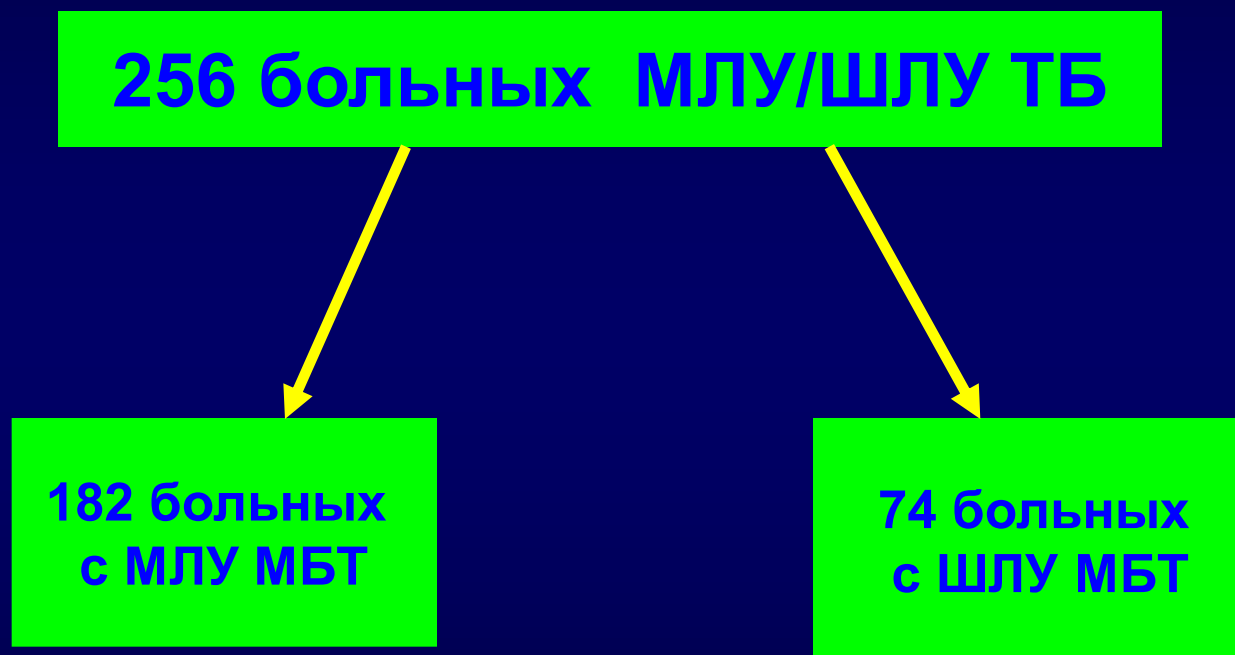 256 больных МЛУ/ШЛУ ТБ
182 больных
с МЛУ МБТ
74 больных
с ШЛУ МБТ